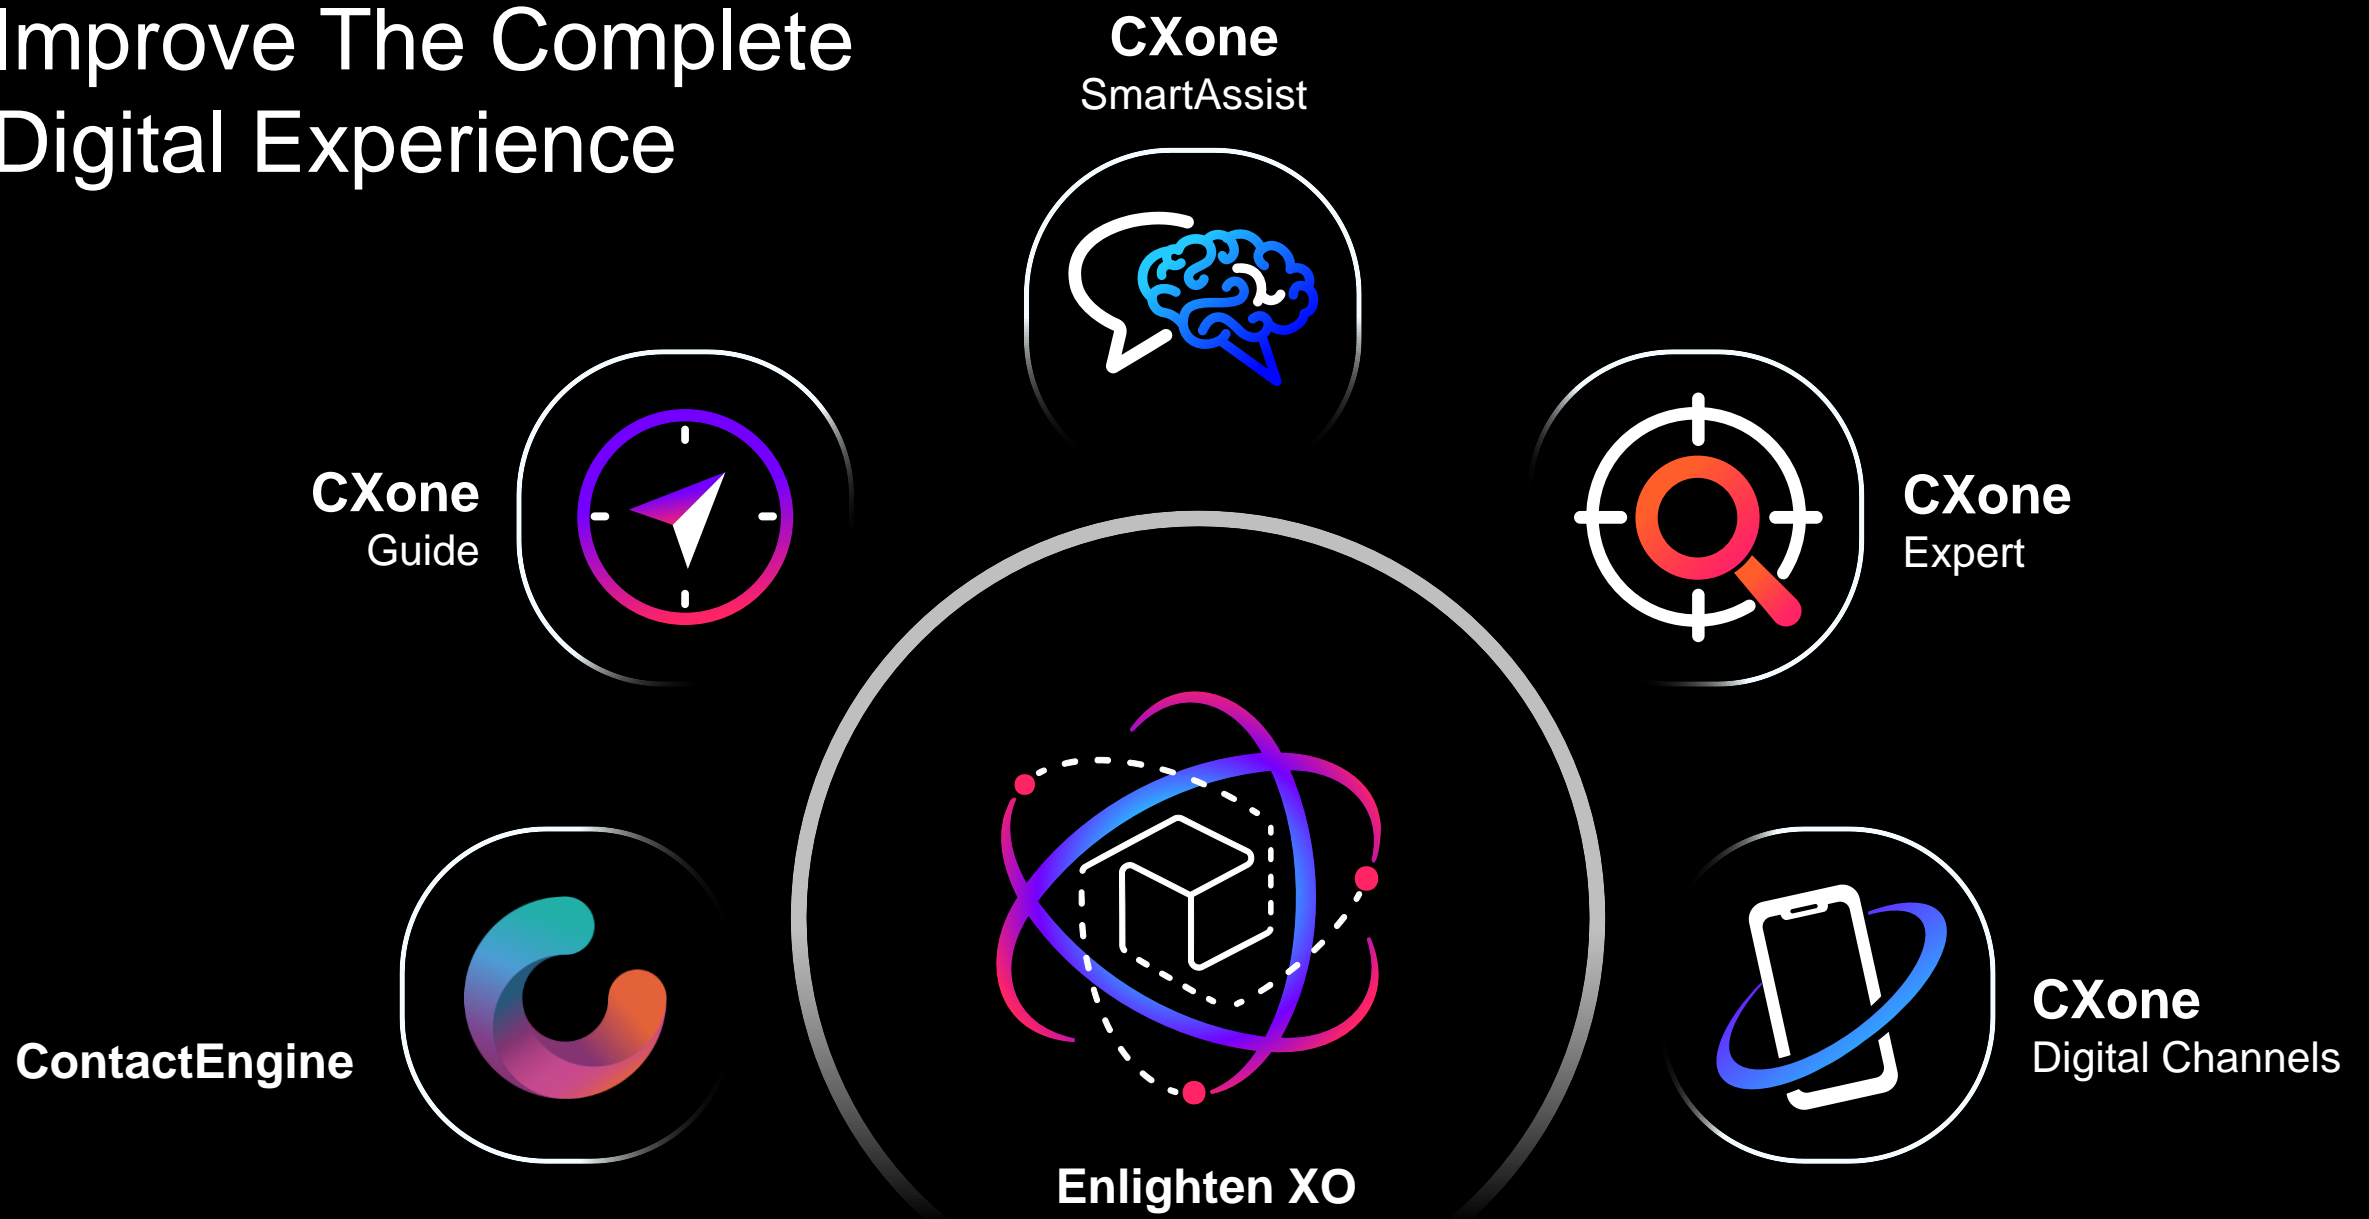 Improve The Complete
Digital Experience
CXone
SmartAssist
CXone
Guide
CXone
Expert
ContactEngine
CXone
Digital Channels
Enlighten XO